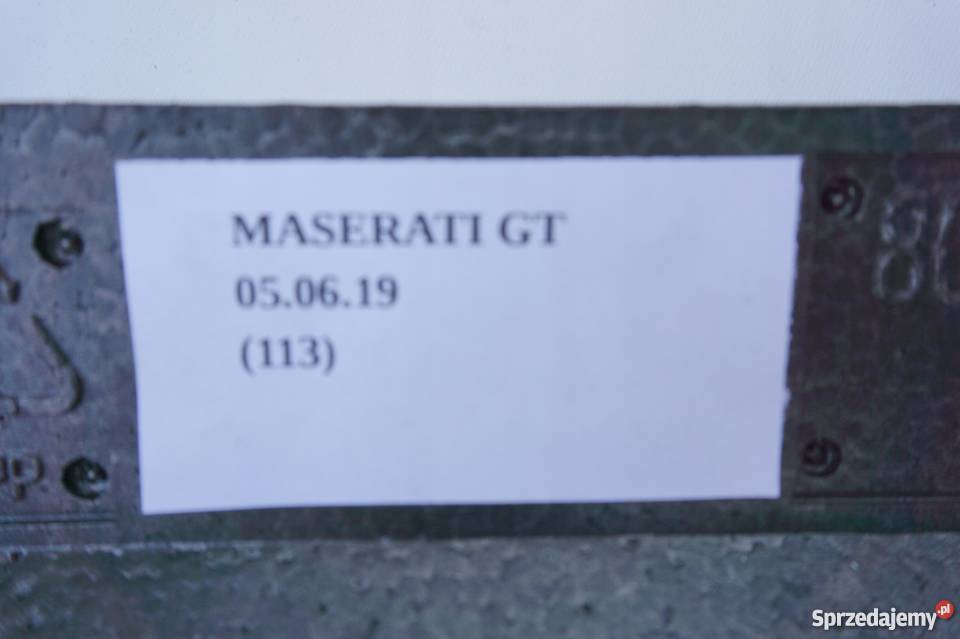 MASERATI GT
05.06.19
(113)
Sprzedajemy.pl